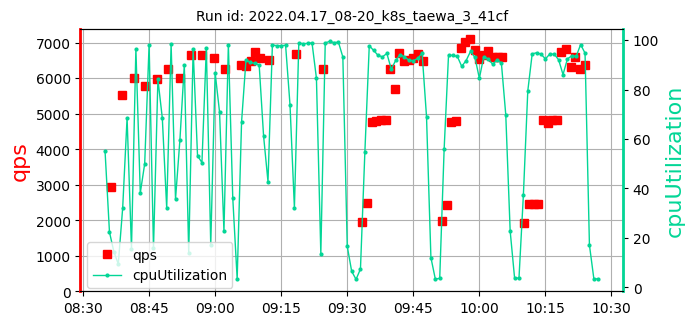 Run id: 2022.04.17_08-20_k8s_taewa_3_41cf
7000
6000
5000
4000
3000
2000
1000
0
qps
100
80
60
40
20
0
cpuUtilization
qps
cpuUtilization
08:30 08:45 09:00 09:15 09:30 09:45 10:00 10:15 10:30